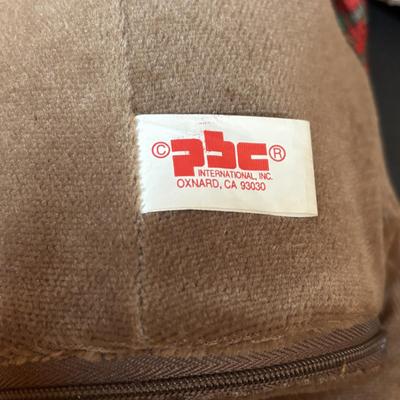 © pbc ®
INTERNATIONAL, INC.
OXNARD, CA 93030